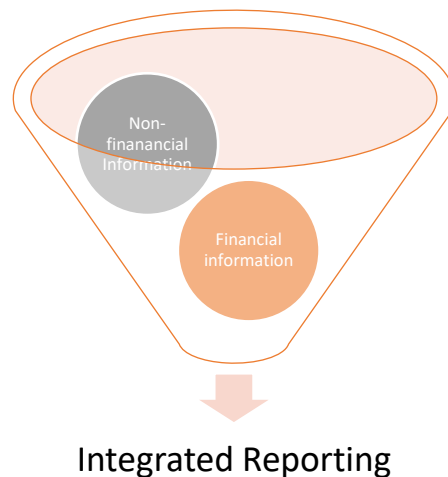 Non-
finanancial
Information
Financial
information
Integrated Reporting